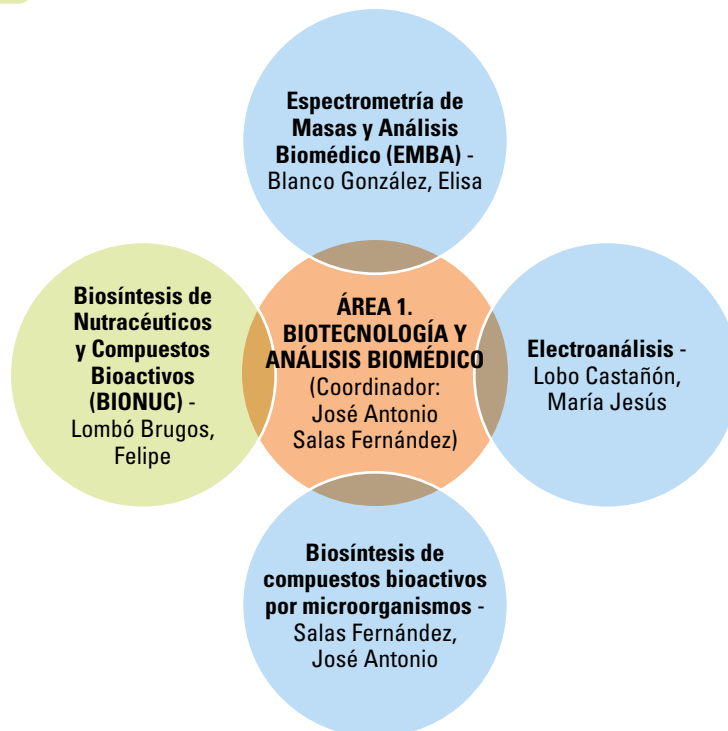 Espectrometría de
Masas y Análisis
Biomédico (EMBA) -
Blanco González, Elisa
Biosíntesis de
Nutracéuticos
y Compuestos
Bioactivos
(BIONUC) -
Lombó Brugos,
Felipe
ÁREA 1.
BIOTECNOLOGÍA Y
ANÁLISIS BIOMÉDICO
(Coordinador:
José Antonio
Salas Fernández)
Electroanálisis -
Lobo Castañón,
María Jesús
Biosíntesis de
compuestos bioactivos
por microorganismos -
Salas Fernández,
José Antonio